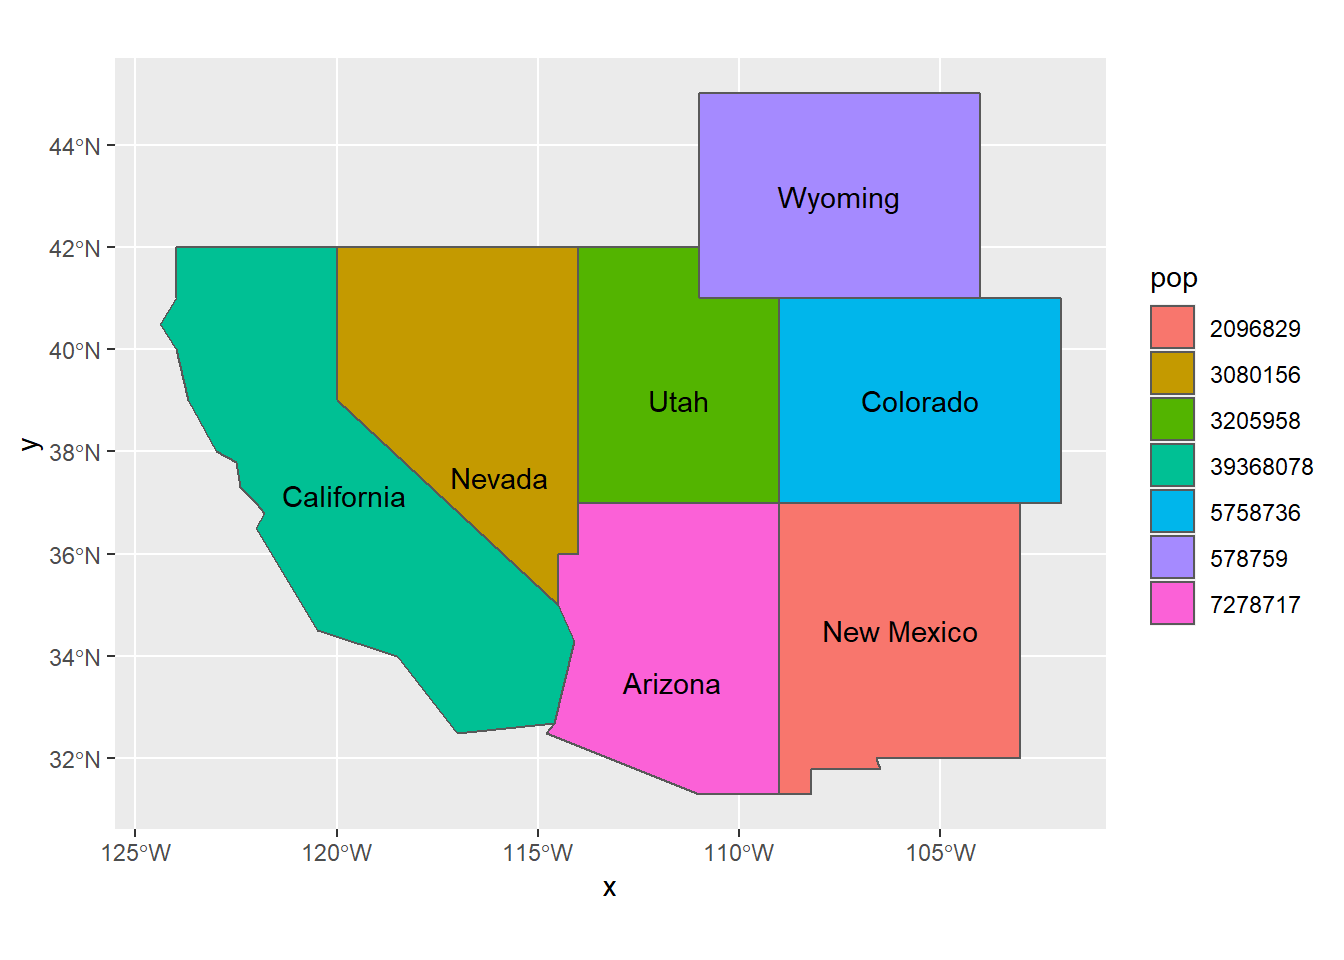 44°N
42°N
40°N
38°N
36°N
34°N
32°N
y
Wyoming
Utah
Colorado
Nevada
California
New Mexico
Arizona
125°W
120°W
115°W
110°W
105°W
x
pop
2096829
3080156
3205958
39368078
5758736
578759
7278717